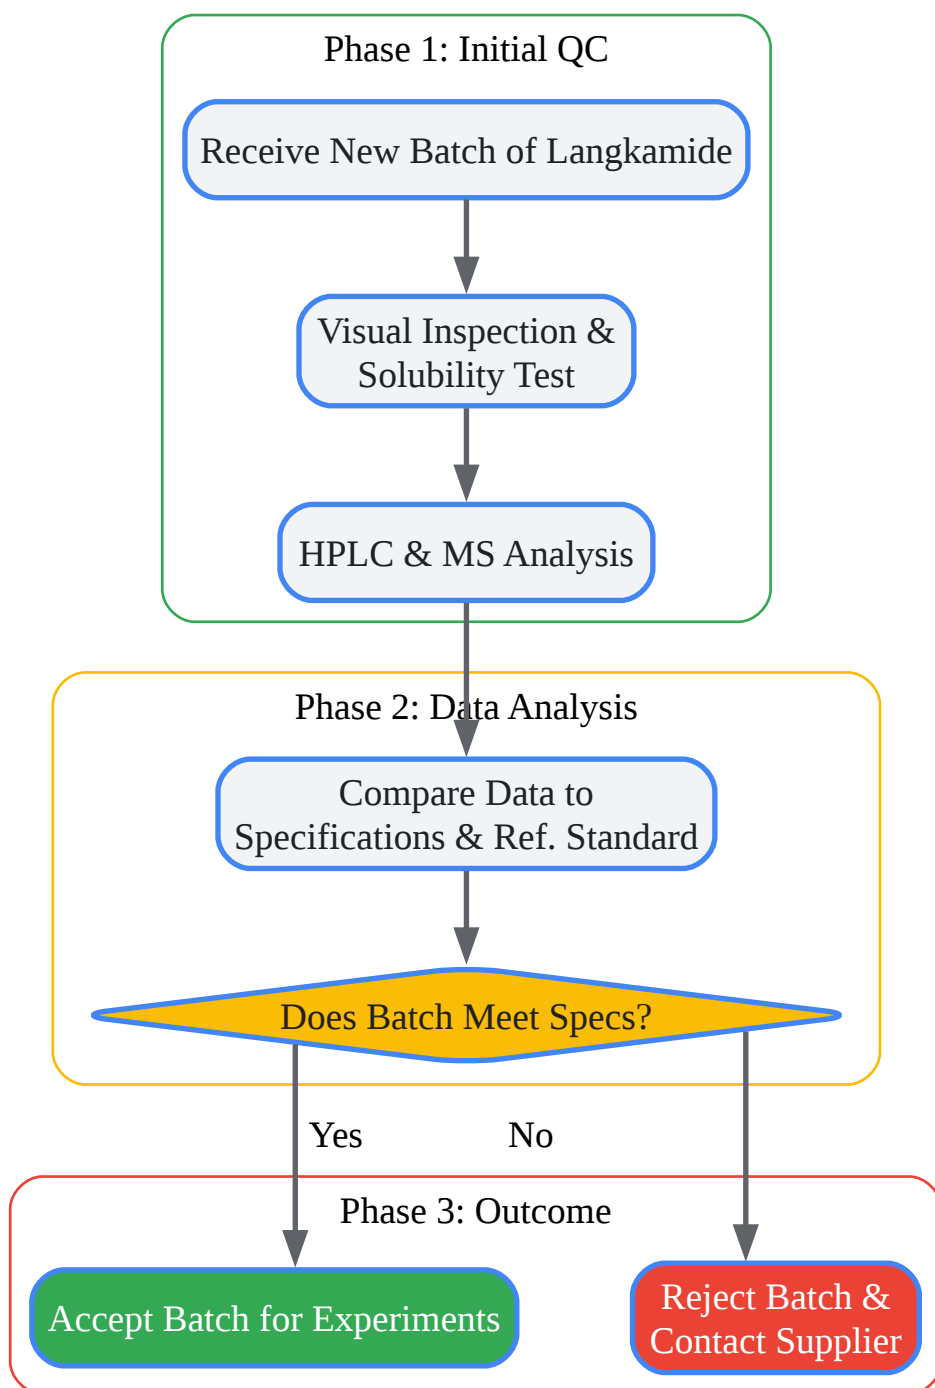 Phase 1: Initial QC
Receive New Batch of Langkamide
Visual Inspection &
Solubility Test
HPLC & MS Analysis
Phase 2: Data Analysis
Compare Data to
Specifications & Ref. Standard
Does Batch Meet Specs?
Yes
No
Phase 3: Outcome
Accept Batch for Experiments
Reject Batch &
Contact Supplier